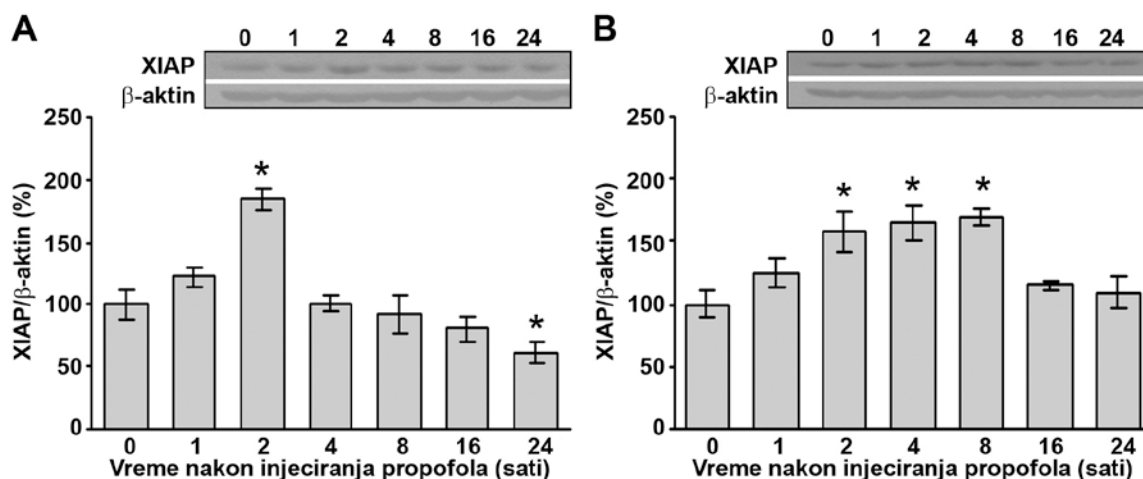 A
0 1 2 4 8 16 24
XIAP
β-aktin
XIAP/β-aktin (%)
250
200
150
100
50
0
*
*
0 1 2 4 8 16 24
Vreme nakon injeciranja propofola (sati)
B
0 1 2 4 8 16 24
XIAP
β-aktin
XIAP/β-aktin (%)
250
200
150
100
50
0
* * *
0 1 2 4 8 16 24
Vreme nakon injeciranja propofola (sati)